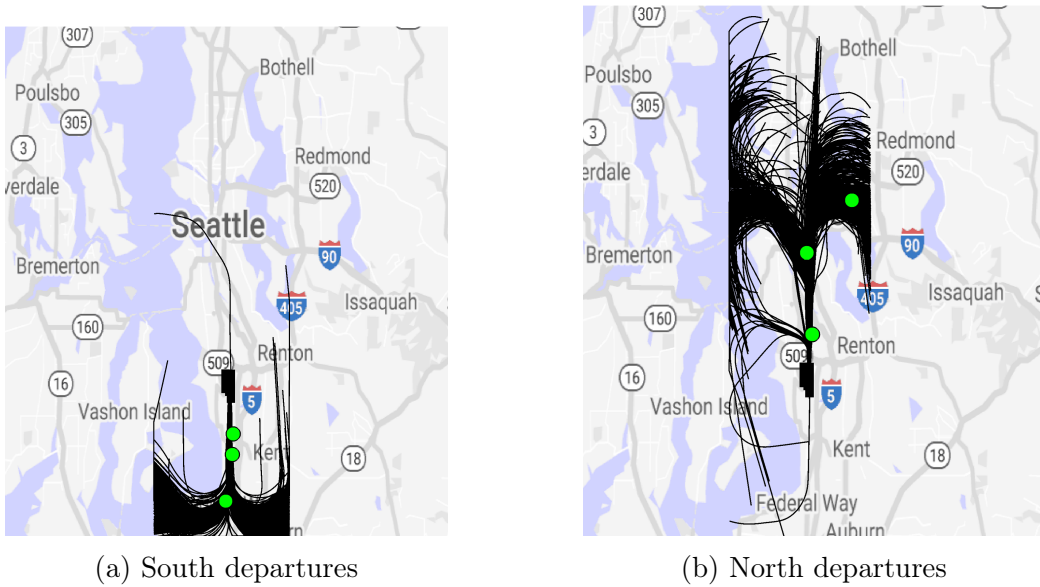 307
Bothell
Poulsbo
305
3
verdale
Redmond
520
Seattle
90
Bremerton
405
Issaquah
160
Renton
509
16
5
Vashon Island
Kent
18
(a) South departures
307
Bothell
Poulsbo
305
3
erdale
Redmond
520
90
Bremerton
405
Issaquah
S
160
Renton
509
16
5
Vashon Island
Kent
18
Federal Way
Auburn
(b) North departures